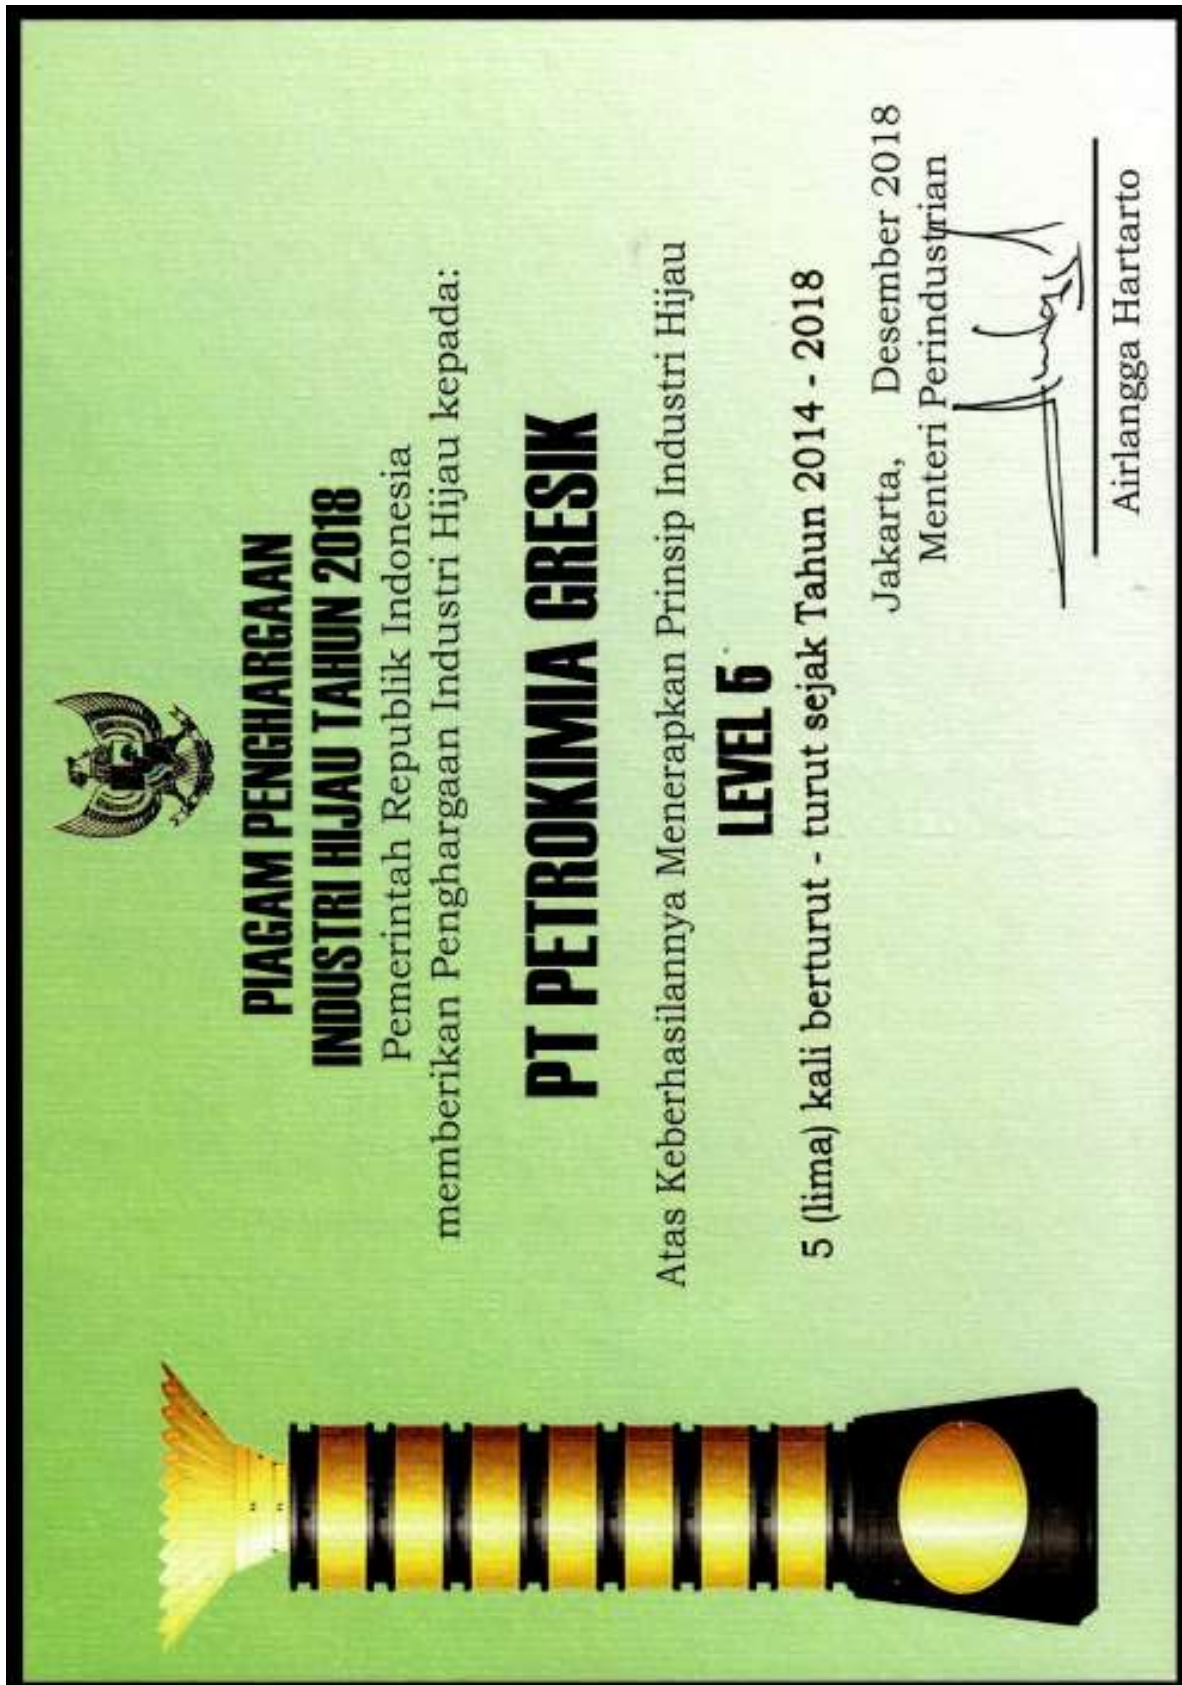 PIAGAM PENGHARGAAN
INDUSTRI HIJAU TAHUN 2018
Pemerintah Republik Indonesia
memberikan Penghargaan Industri Hijau kepada:
PT PETROKIMIA GRESIK
Atas Keberhasilannya Menerapkan Prinsip Industri Hijau
LEVEL 5
5 (lima) kali berturut - turut sejak Tahun 2014 - 2018
Jakarta, Desember 2018
Menteri Perindustrian
Airlangga Hartarto